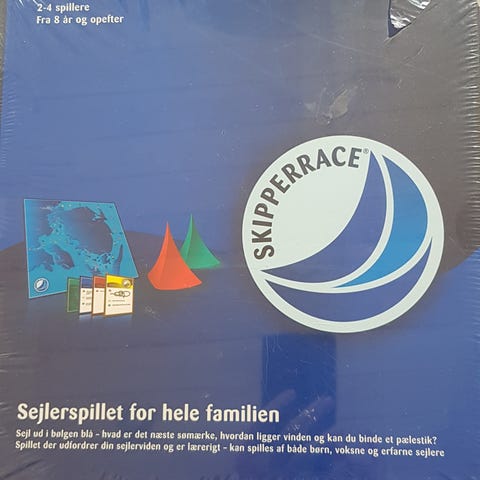 2-4 spillere
Fra 8 år og opefter
SKIPPERRACE®
Sejlerspillet for hele familien
Sejl ud i bølgen blå - hvad er det næste sømærke, hvordan ligger vinden og kan du binde et pælestik?
Spillet der udfordrer din sejlerviden og er lærerigt - kan spilles af både børn, voksne og erfarne sejlere